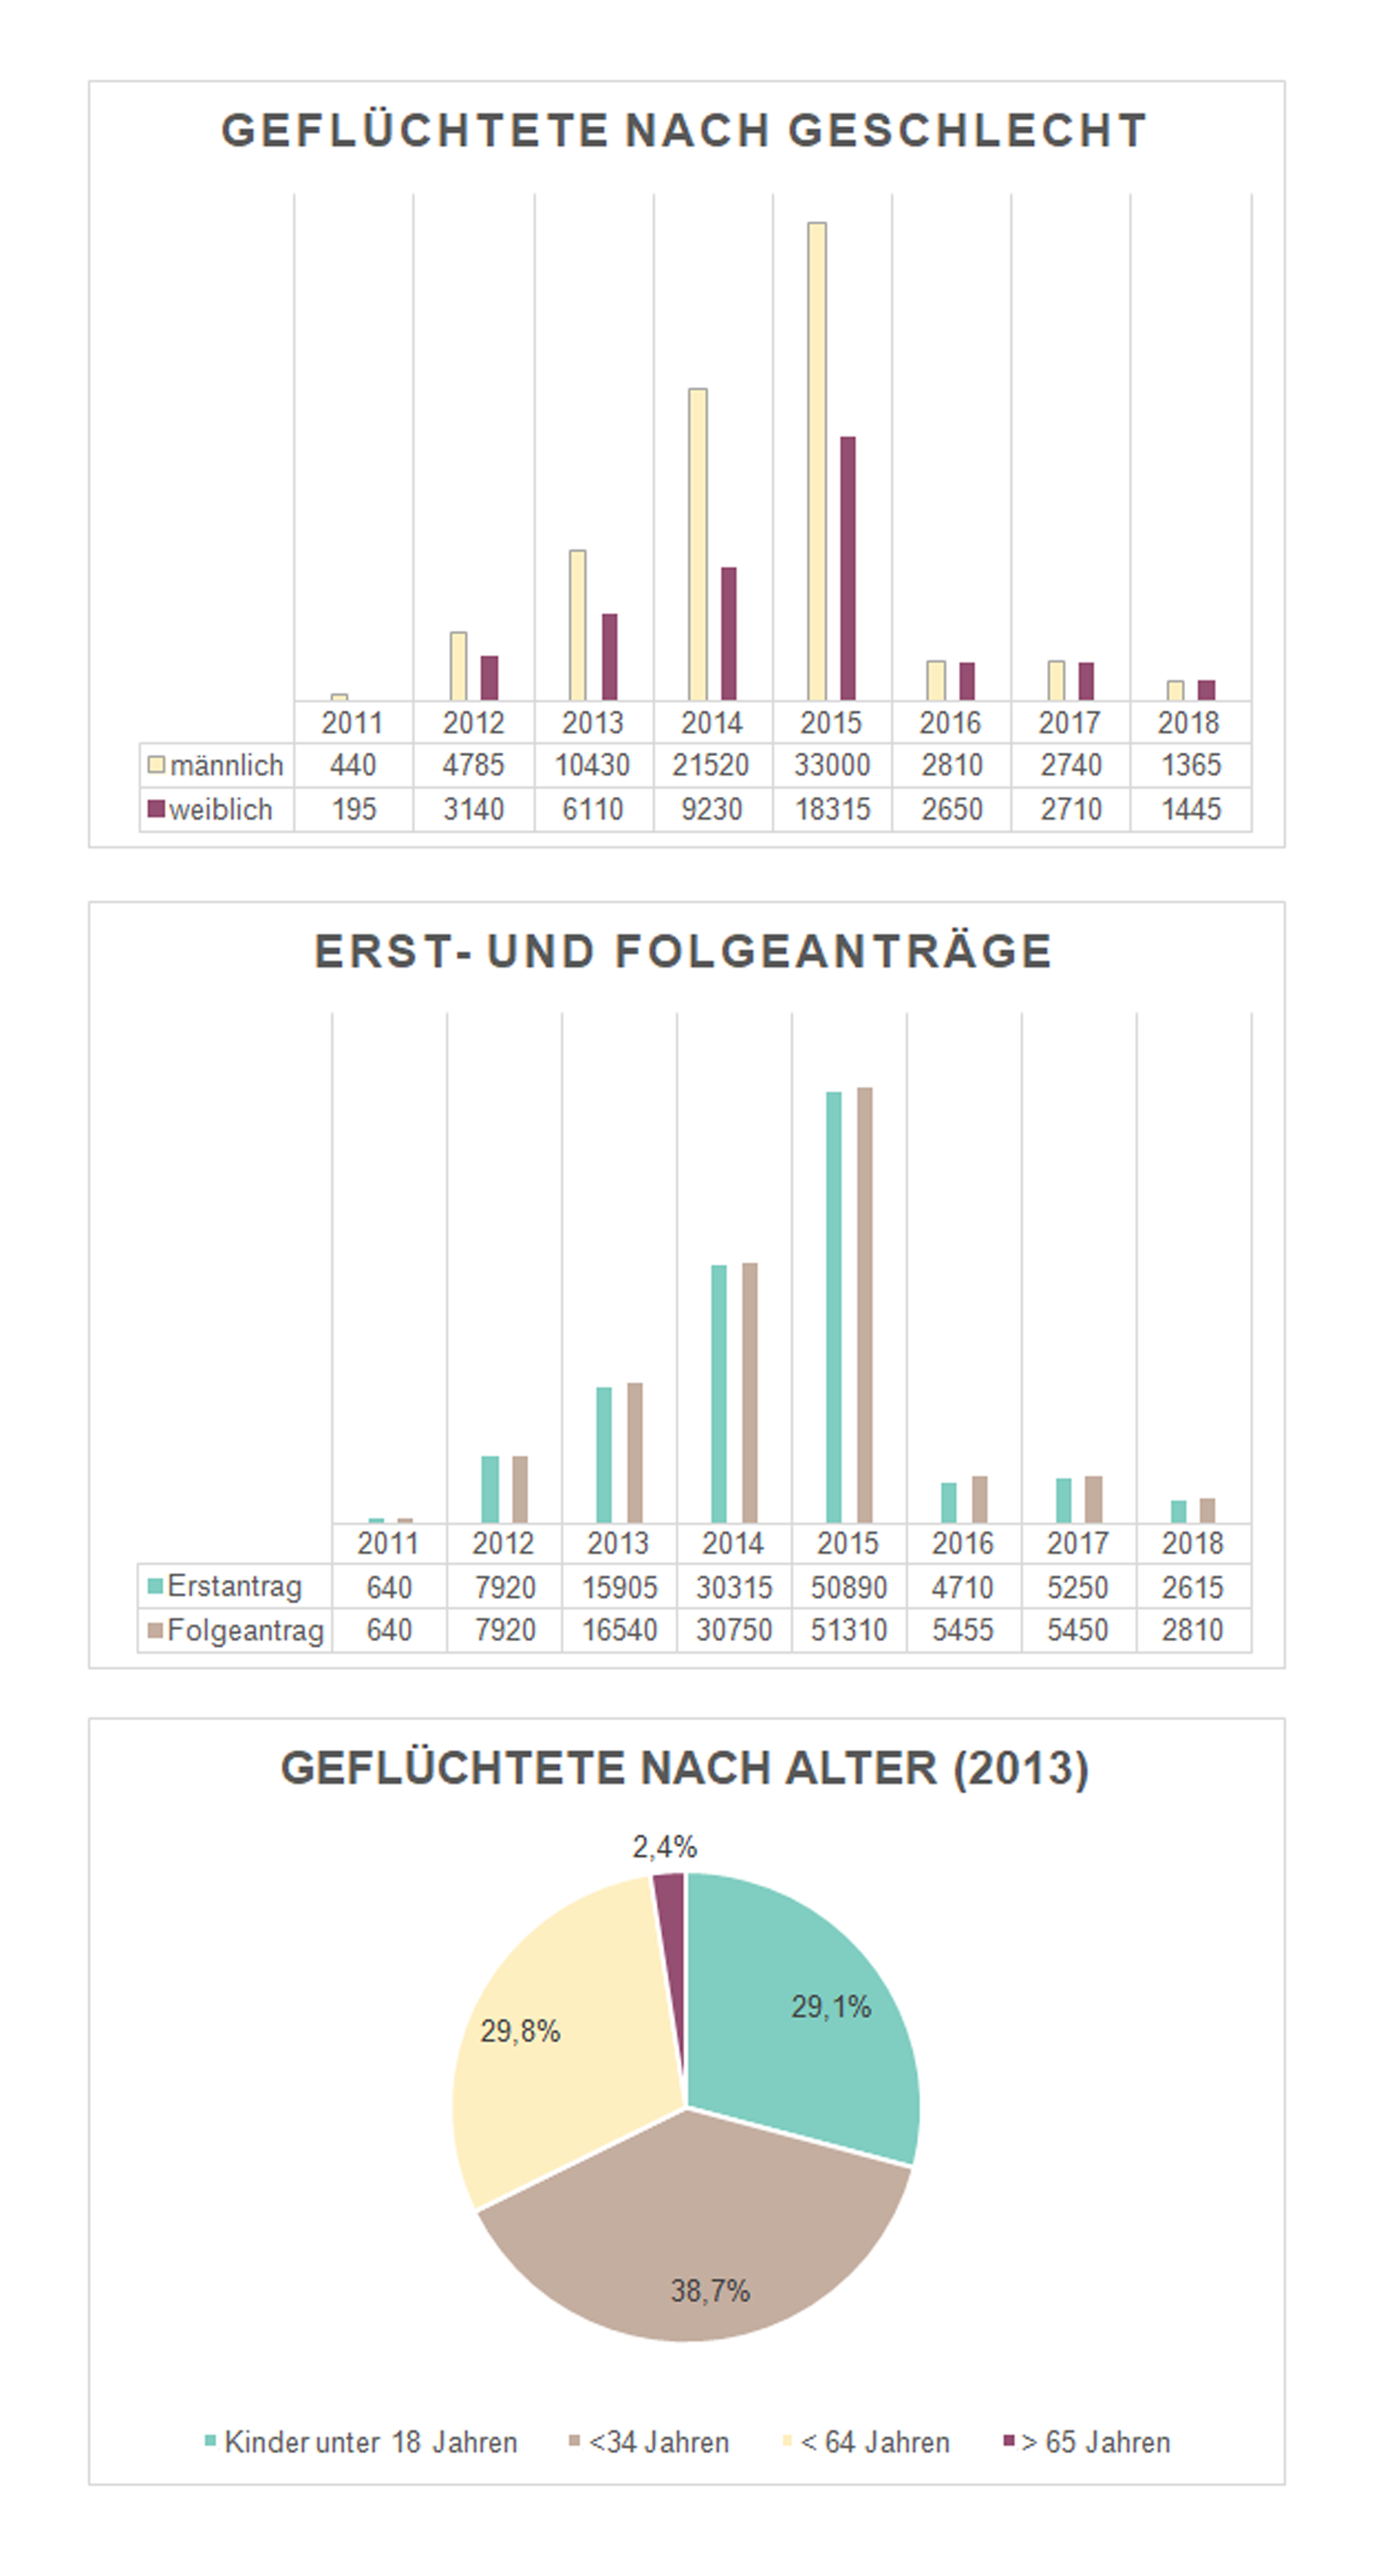 GEFLÜCHTETE NACH GESCHLECHT
2011 2012 2013 2014 2015 2016 2017 2018
männlich 440 4785 10430 21520 33000 2810 2740 1365
weiblich 195 3140 6110 9230 18315 2650 2710 1445
ERST- UND FOLGEANTRÄGE
2011 2012 2013 2014 2015 2016 2017 2018
Erstantrag 640 7920 15905 30315 50890 4710 5250 2615
Folgeantrag 640 7920 16540 30750 51310 5455 5450 2810
GEFLÜCHTETE NACH ALTER (2013)
2,4%
29,1%
29,8%
38,7%
Kinder unter 18 Jahren <34 Jahren < 64 Jahren > 65 Jahren